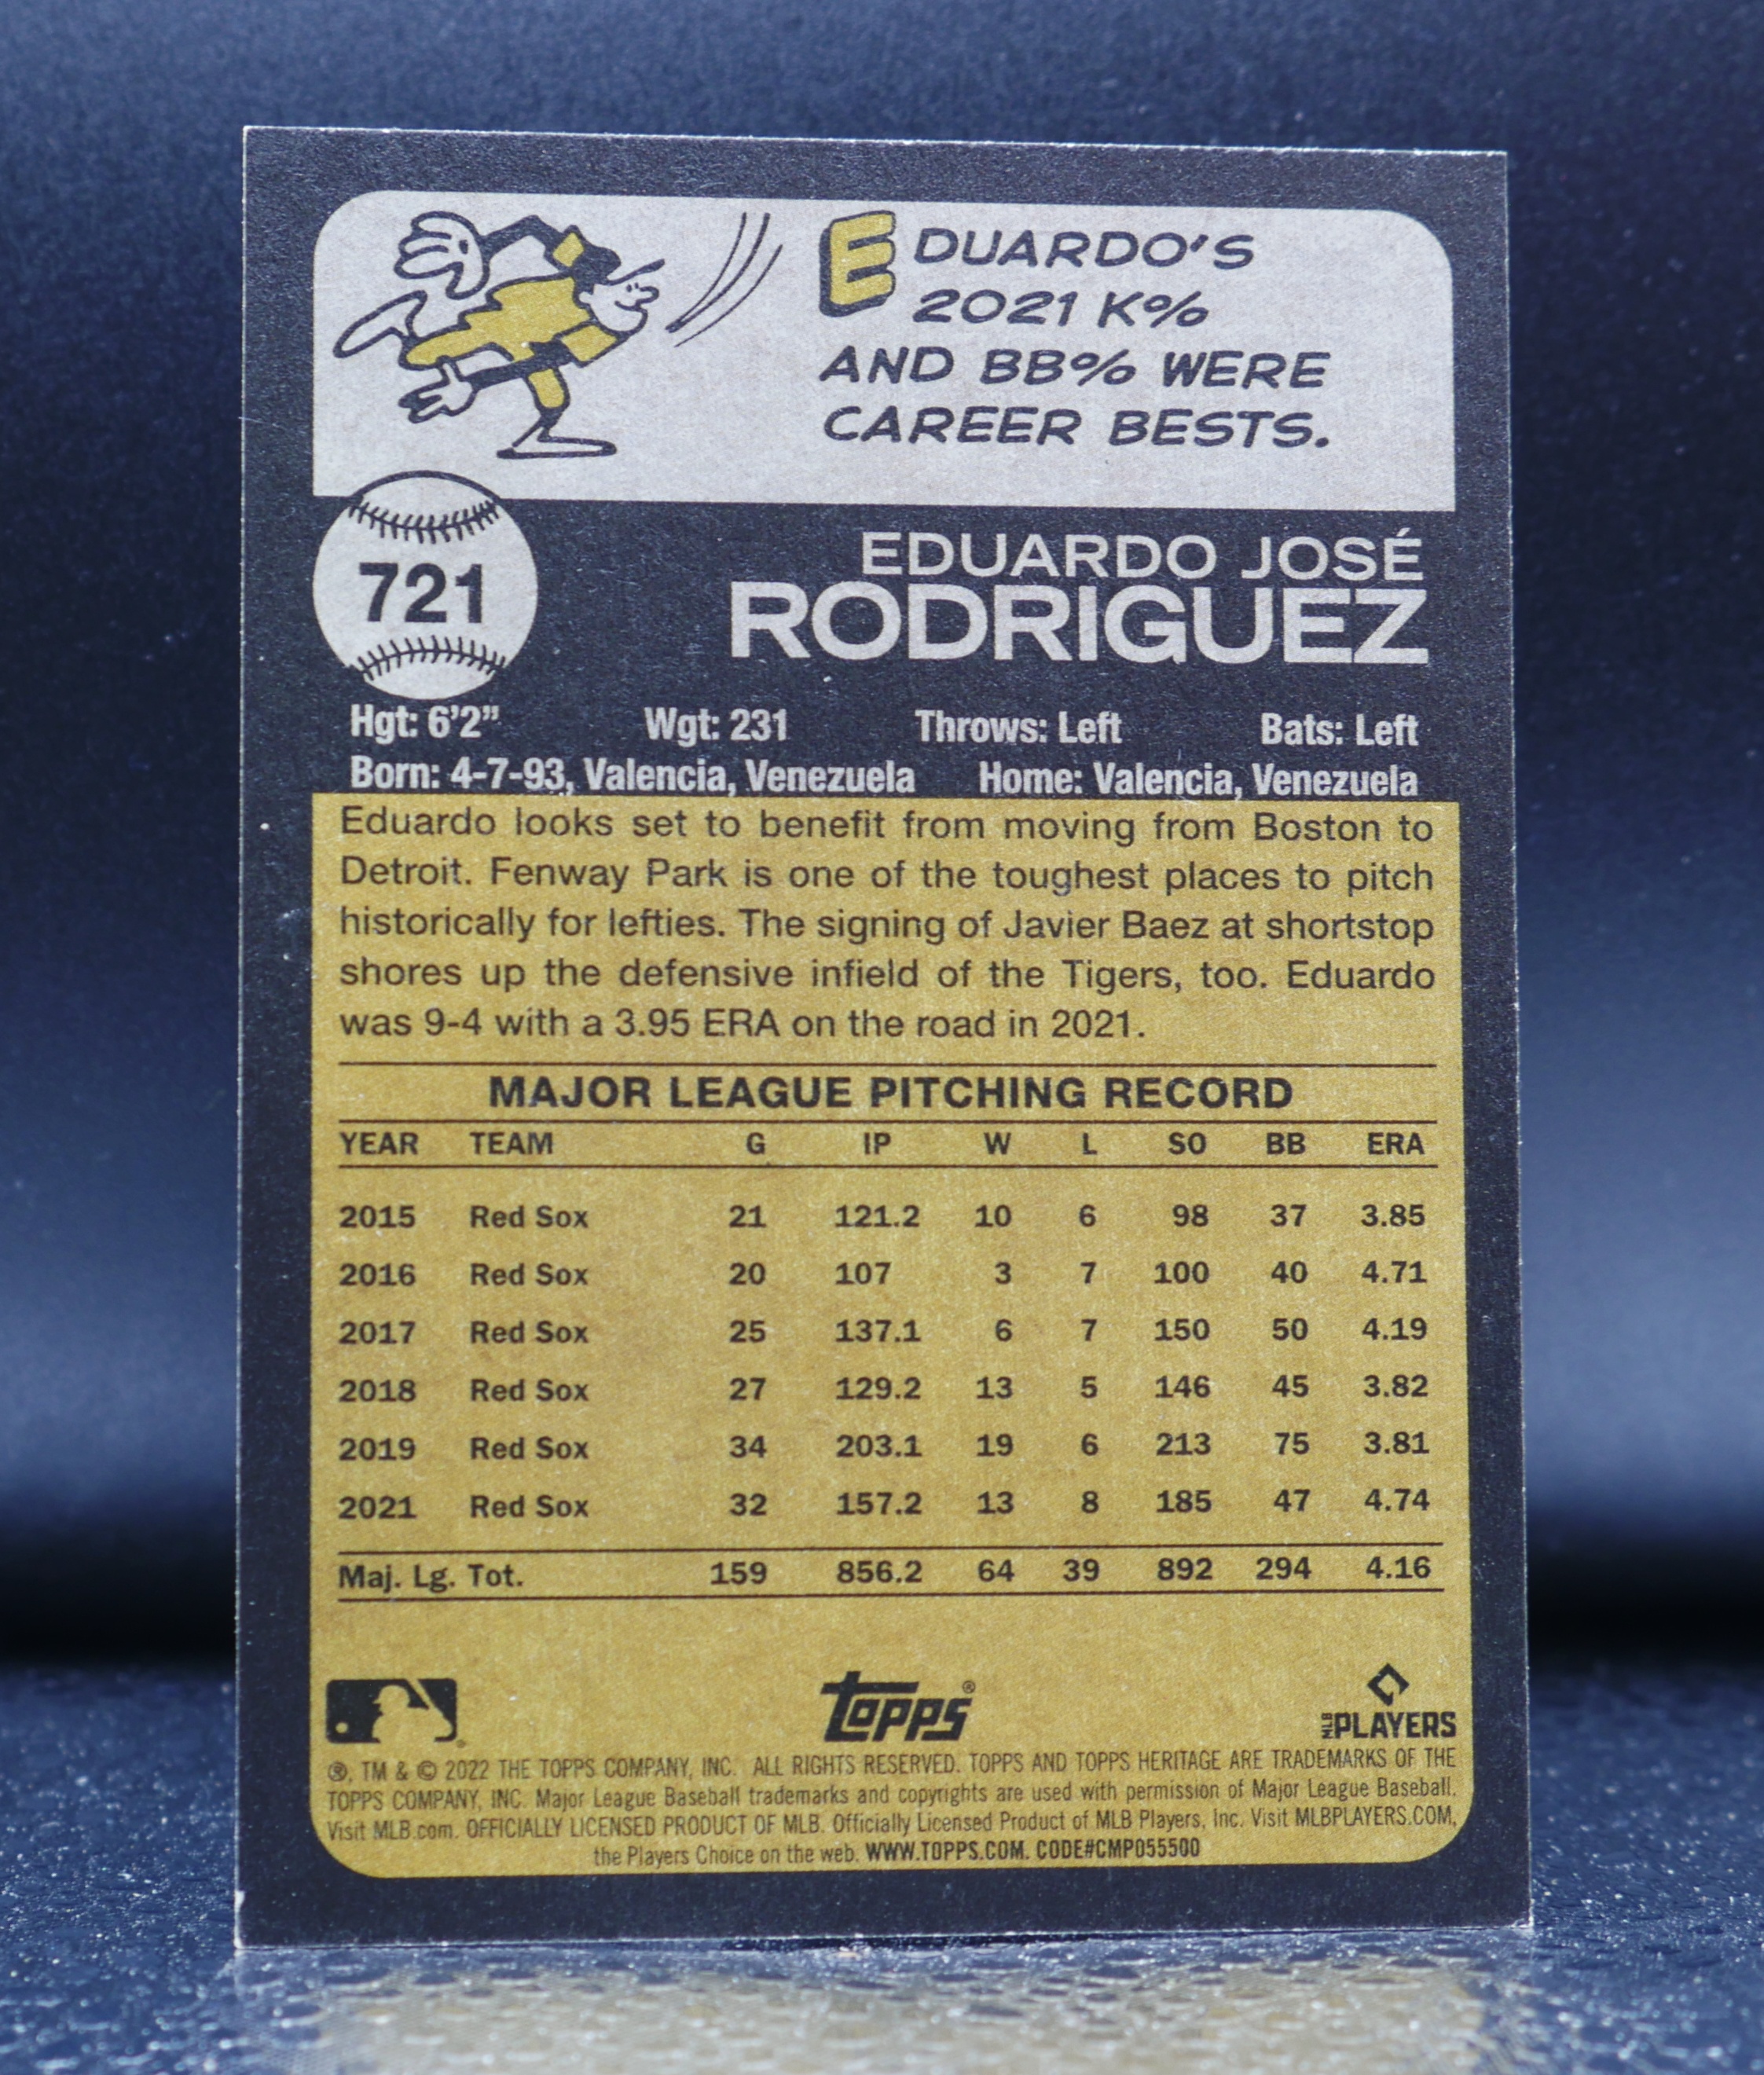 EDUARDO'S
2021 K%
AND BB% WERE
CAREER BESTS.
721
EDUARDO JOSÉ
RODRIGUEZ
Hgt: 6'2" Wgt: 231 Throws: Left Bats: Left
Born: 4-7-93, Valencia, Venezuela Home: Valencia, Venezuela
Eduardo looks set to benefit from moving from Boston to
Detroit. Fenway Park is one of the toughest places to pitch
historically for lefties. The signing of Javier Baez at shortstop
shores up the defensive infield of the Tigers, too. Eduardo
was 9-4 with a 3.95 ERA on the road in 2021.
MAJOR LEAGUE PITCHING RECORD
YEAR TEAM G IP W L SO BB ERA
2015 Red Sox 21 121.2 10 6 98 37 3.85
2016 Red Sox 20 107 3 7 100 40 4.71
2017 Red Sox 25 137.1 6 7 150 50 4.19
2018 Red Sox 27 129.2 13 5 146 45 3.82
2019 Red Sox 34 203.1 19 6 213 75 3.81
2021 Red Sox 32 157.2 13 8 185 47 4.74
Maj. Lg. Tot. 159 856.2 64 39 892 294 4.16
topps®
MLB PLAYERS
®, TM & © 2022 THE TOPPS COMPANY, INC. ALL RIGHTS RESERVED. TOPPS AND TOPPS HERITAGE ARE TRADEMARKS OF THE
TOPPS COMPANY, INC. Major League Baseball trademarks and copyrights are used with permission of Major League Baseball.
Visit MLB.com. OFFICIALLY LICENSED PRODUCT OF MLB. Officially Licensed Product of MLB Players, Inc. Visit MLBPLAYERS.COM,
the Players Choice on the web. WWW.TOPPS.COM. CODE#CMP055500